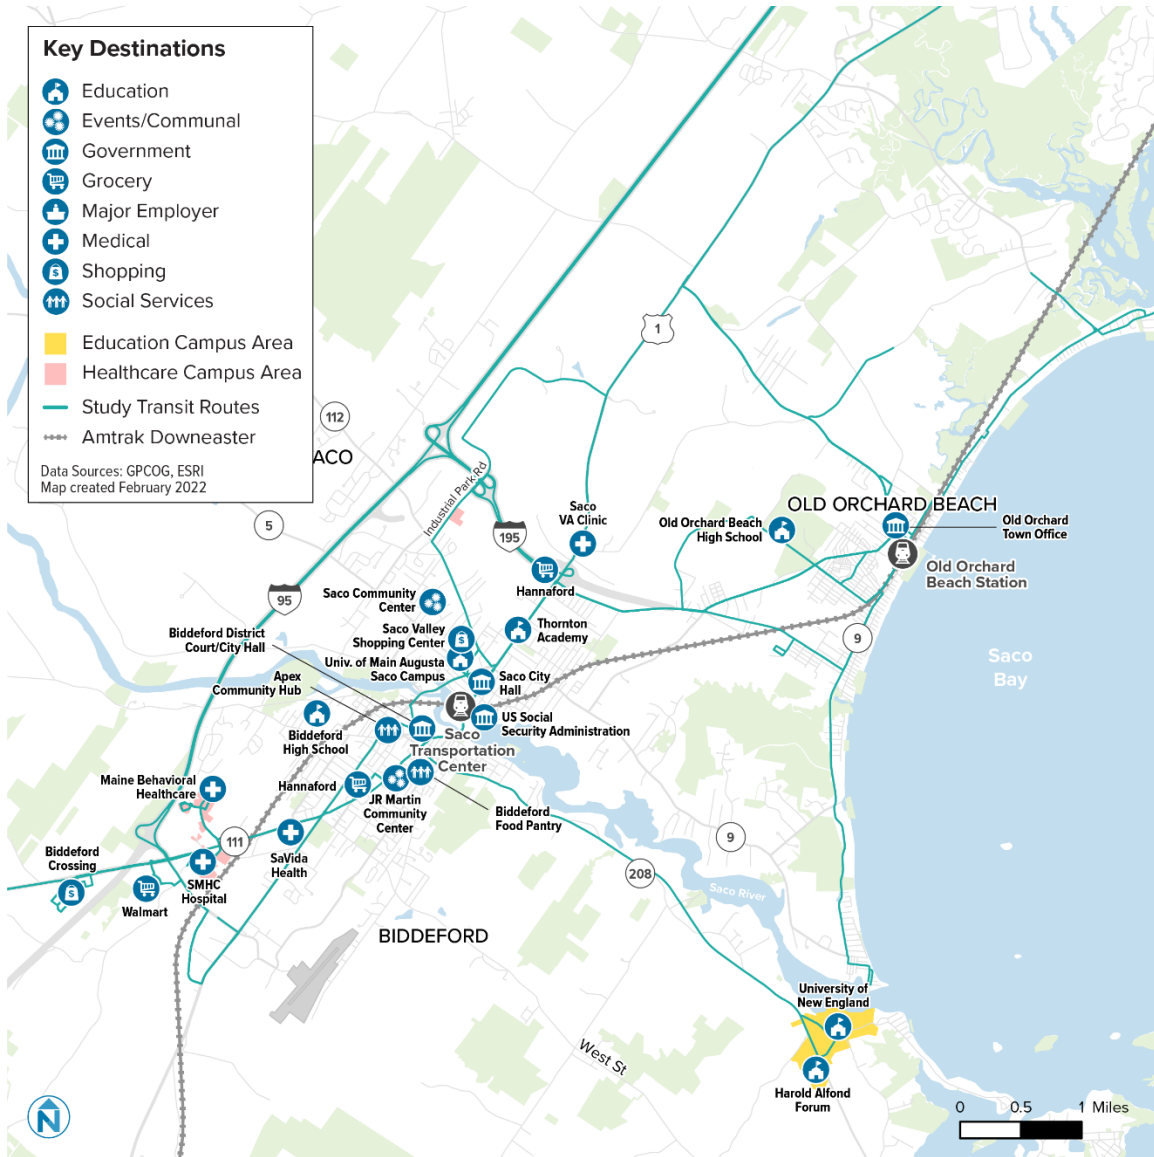 Key Destinations
Education
Events/Communal
Government
Grocery
Major Employer
Medical
Shopping
Social Services
Education Campus Area
Healthcare Campus Area
Study Transit Routes
Amtrak Downeaster
Data Sources: GPCOG, ESRI
Map created February 2022
1
112
ACO
5
95
Industrial Park Rd
195
Saco
VA Clinic
Hannaford
OLD ORCHARD BEACH
Old Orchard Beach
High School
Old Orchard
Town Office
Old Orchard
Beach Station
9
Saco
Bay
Saco Community
Center
Thornton
Academy
Biddeford District
Court/City Hall
Saco Valley
Shopping Center
Univ. of Main Augusta
Saco Campus
Apex
Community Hub
Saco City
Hall
US Social
Security Administration
Biddeford
High School
Saco
Transportation
Center
Maine Behavioral
Healthcare
Hannaford
JR Martin
Community
Center
Biddeford
Food Pantry
111
9
Biddeford
Crossing
SaVida
Health
208
SMHC
Hospital
Walmart
Saco River
BIDDEFORD
University of
New England
West St
Harold Alfond
Forum
N
0 0.5 1 Miles